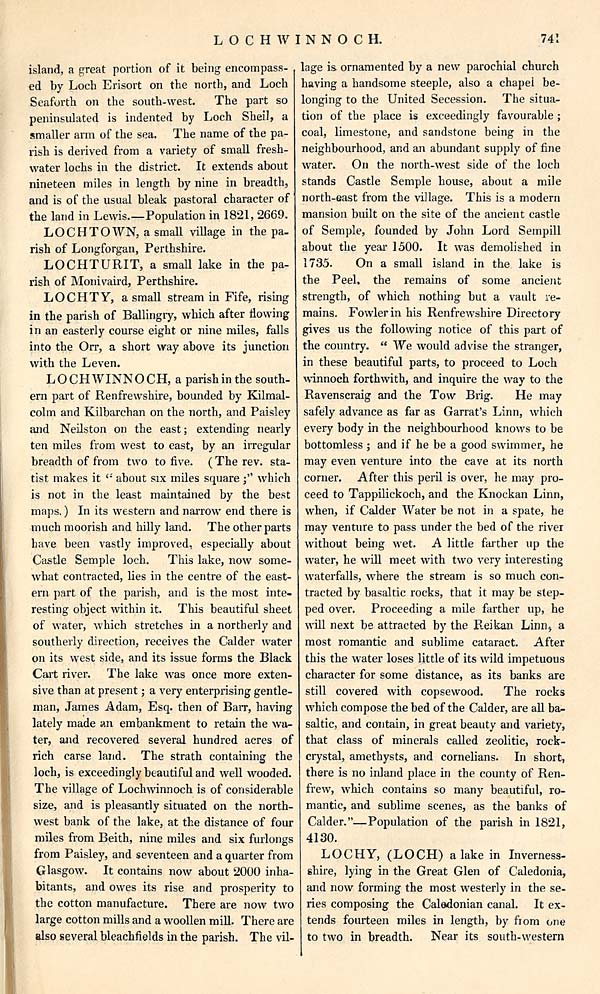 LOCHWINNOCH. 741
island, a great portion of it being encompass-
ed by Loch Erisort on the north, and Loch
Seaforth on the south-west. The part so
peninsulated is indented by Loch Sheil, a
smaller arm of the sea. The name of the pa-
rish is derived from a variety of small fresh-
water lochs in the district. It extends about
nineteen miles in length by nine in breadth,
and is of the usual bleak pastoral character of
the land in Lewis.—Population in 1821, 2669.
LOCHTOWN, a small village in the pa-
rish of Longforgan, Perthshire.
LOCHTURIT, a small lake in the pa-
rish of Monivaird, Perthshire.
LOCHTY, a small stream in Fife, rising
in the parish of Ballingry, which after flowing
in an easterly course eight or nine miles, falls
into the Orr, a short way above its junction
with the Leven.
LOCHWINNOCH, a parish in the south-
ern part of Renfrewshire, bounded by Kilmal-
colm and Kilbarchan on the north, and Paisley
and Neilston on the east; extending nearly
ten miles from west to east, by an irregular
breadth of from two to five. (The rev. sta-
tist makes it “ about six miles square;” which
is not in the least maintained by the best
maps.) In its western and narrow end there is
much moorish and hilly land. The other parts
have been vastly improved, especially about
Castle Semple loch. This lake, now some-
what contracted, lies in the centre of the east-
ern part of the parish, and is the most inte-
resting object within it. This beautiful sheet
of water, which stretches in a northerly and
southerly direction, receives the Calder water
on its west side, and its issue forms the Black
Cart river. The lake was once more exten-
sive than at present; a very enterprising gentle-
man, James Adam, Esq. then of Barr, having
lately made an embankment to retain the wa-
ter, and recovered several hundred acres of
rich carse land. The strath containing the
loch, is exceedingly beautiful and well wooded.
The village of Lochwinnoch is of considerable
size, and is pleasantly situated on the north-
west bank of the lake, at the distance of four
miles from Beith, nine miles and six furlongs
from Paisley, and seventeen and a quarter from
Glasgow. It contains now about 2000 inha-
bitants, and owes its rise and prosperity to
the cotton manufacture. There are now two
large cotton mills and a woollen mill. There are
also several bleachfields in the parish. The vil-
lage is ornamented by a new parochial church
having a handsome steeple, also a chapel be-
longing to the United Secession. The situa-
tion of the place is exceedingly favourable;
coal, limestone, and sandstone being in the
neighbourhood, and an abundant supply of fine
water. On the north-west side of the loch
stands Castle Semple house, about a mile
north-east from the village. This is a modern
mansion built on the site of the ancient castle
of Semple, founded by John Lord Sempill
about the year 1500. It was demolished in
1735. On a small island in the lake is
the Peel, the remains of some ancient
strength, of which nothing but a vault re-
mains. Fowler in his Renfrewshire Directory
gives us the following notice of this part of
the country. “ We would advise the stranger,
in these beautiful parts, to proceed to Loch
winnoch forthwith, and inquire the way to the
Ravenscraig and the Tow Brig. He may
safely advance as far as Garrat's Linn, which
every body in the neighbourhood knows to be
bottomless; and if he be a good swimmer, he
may even venture into the cave at its north
corner. After this peril is over, he may pro-
ceed to Tappilickoch, and the Knockan Linn,
when, if Calder Water be not in a spate, he
may venture to pass under the bed of the river
without being wet. A little farther up the
water, he will meet with two very interesting
waterfalls, where the stream is so much con-
tracted by basaltic rocks, that it may be step-
ped over. Proceeding a mile farther up, he
will next be attracted by the Reikan Linn, a
most romantic and sublime cataract. After
this the water loses little of its wild impetuous
character for some distance, as its banks are
still covered with copsewood. The rocks
which compose the bed of the Calder, are all ba-
saltic, and contain, in great beauty and variety,
that class of minerals called zeolitic, rock-
crystal, amethysts, and cornelians. In short,
there is no inland place in the county of Ren-
frew, which contains so many beautiful, ro-
mantic, and sublime scenes, as the banks of
Calder.”—Population of the parish in 1821,
4130.
LOCHY, (LOCH) a lake in Inverness-
shire, lying in the Great Glen of Caledonia,
and now forming the most westerly in the se-
ries composing the Caledonian canal. It ex-
tends fourteen miles in length, by from one
to two in breadth. Near its south-western